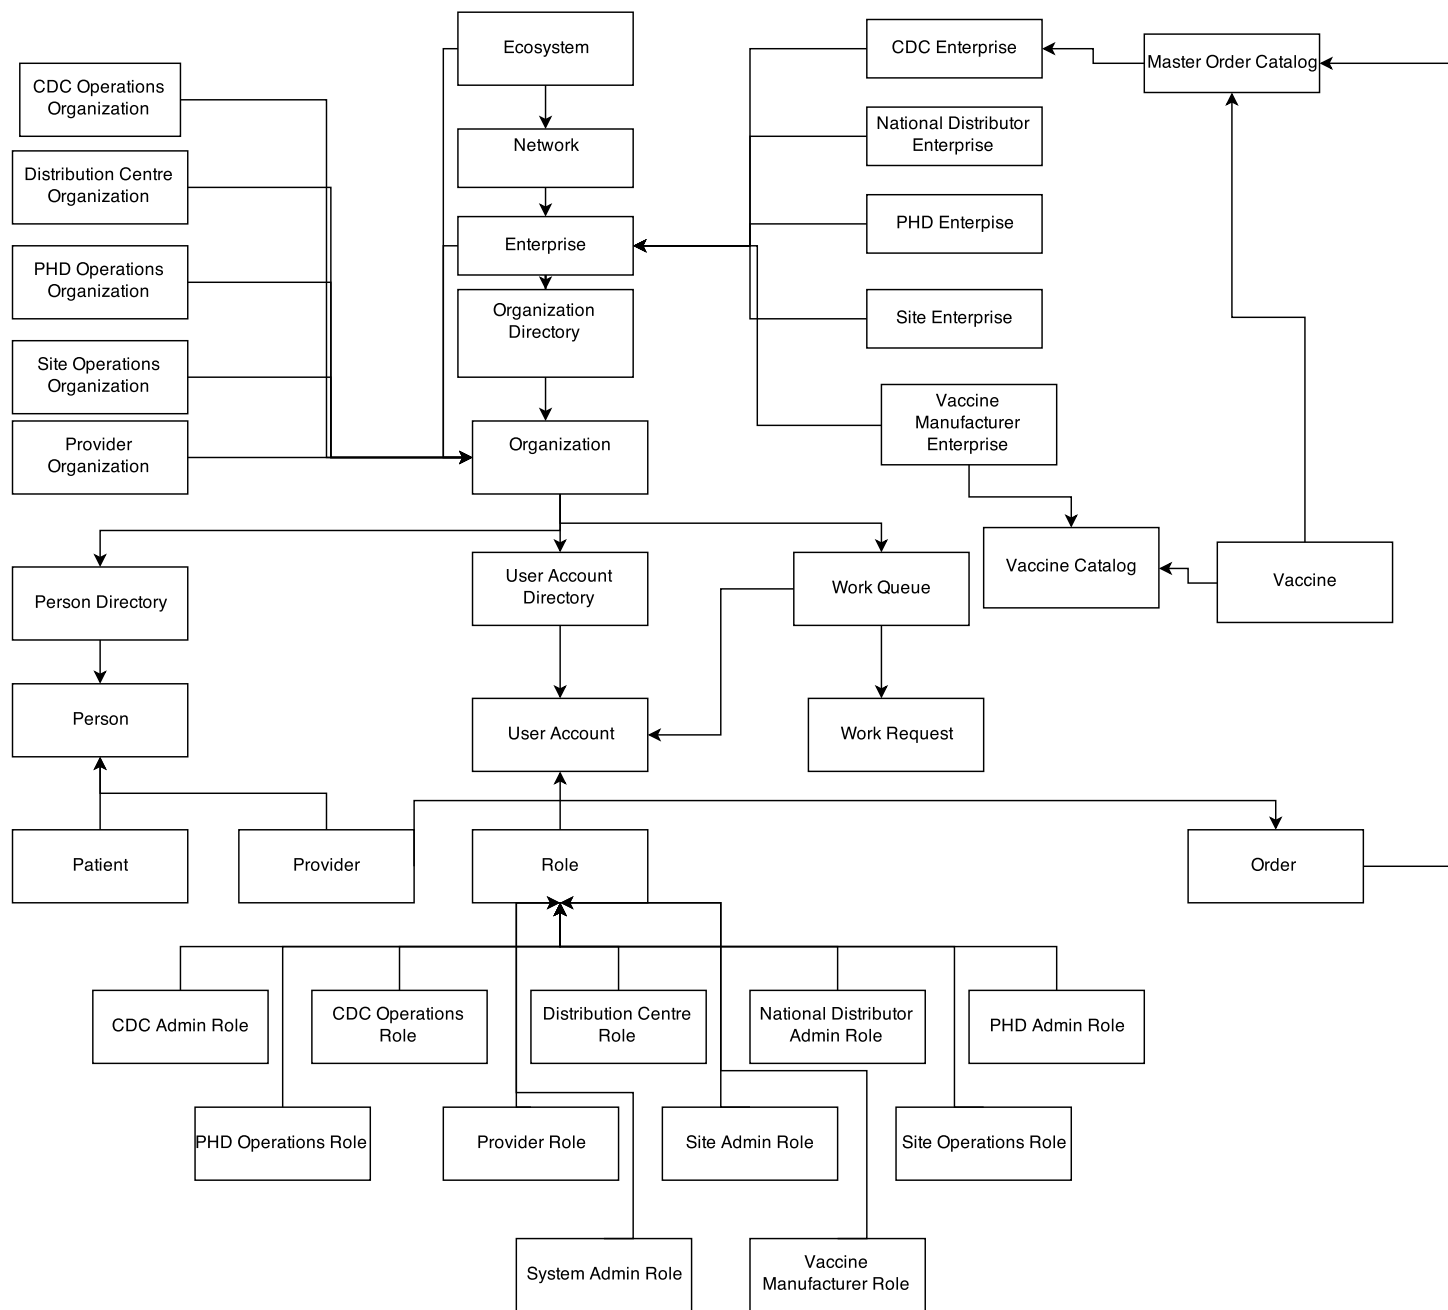 Ecosystem
CDC Enterprise
Master Order Catalog
CDC Operations
Organization
National Distributor
Enterprise
Network
Distribution Centre
Organization
PHD Enterpise
Enterprise
PHD Operations
Organization
Organization
Directory
Site Enterprise
Site Operations
Organization
Vaccine
Manufacturer
Enterprise
Provider
Organization
Organization
Vaccine Catalog
Vaccine
Person Directory
User Account
Directory
Work Queue
Person
User Account
Work Request
Patient
Provider
Role
Order
CDC Admin Role
CDC Operations
Role
Distribution Centre
Role
National Distributor
Admin Role
PHD Admin Role
PHD Operations Role
Provider Role
Site Admin Role
Site Operations Role
System Admin Role
Vaccine
Manufacturer Role